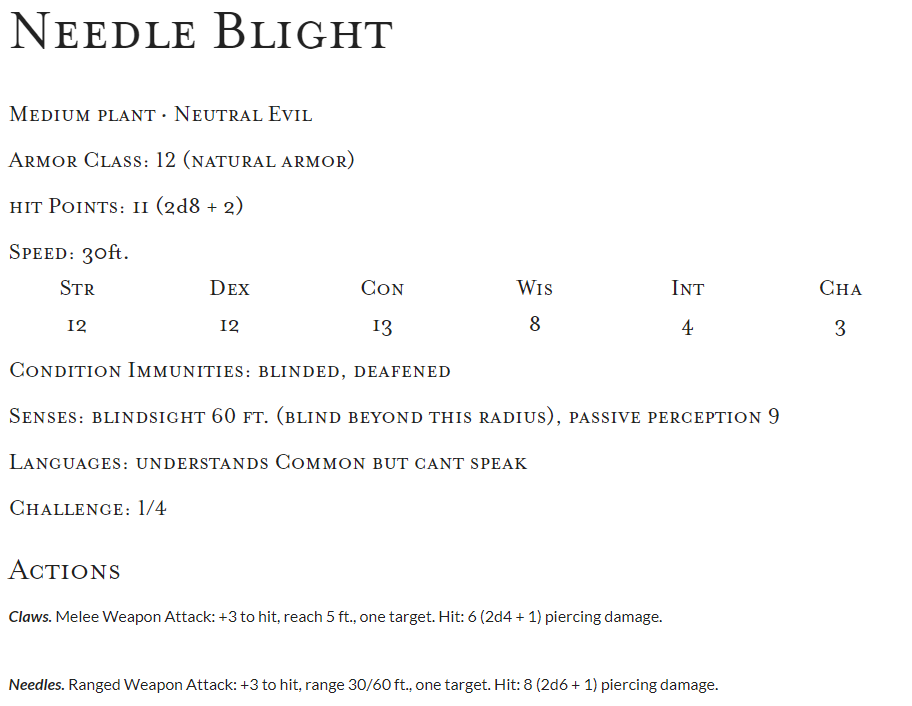 Needle Blight
Medium plant · Neutral Evil
Armor Class: 12 (natural armor)
hit Points: 11 (2d8 + 2)
Speed: 30ft.
Str Dex Con Wis Int Cha
12 12 13 8 4 3
Condition Immunities: blinded, deafened
Senses: blindsight 60 ft. (blind beyond this radius), passive perception 9
Languages: understands Common but cant speak
Challenge: 1/4
Actions
Claws. Melee Weapon Attack: +3 to hit, reach 5 ft., one target. Hit: 6 (2d4 + 1) piercing damage.
Needles. Ranged Weapon Attack: +3 to hit, range 30/60 ft., one target. Hit: 8 (2d6 + 1) piercing damage.